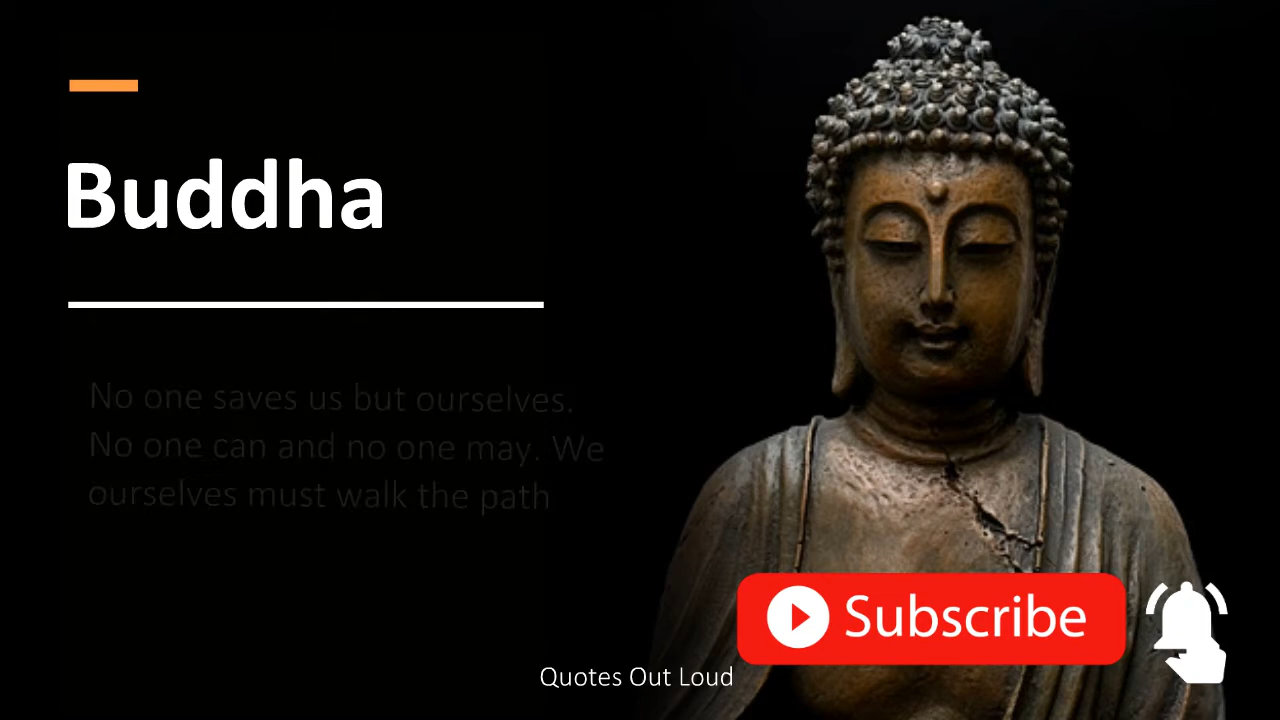 Buddha
No one saves us but ourselves.
No one can and no one may. We
ourselves must walk the path
Subscribe
Quotes Out Loud